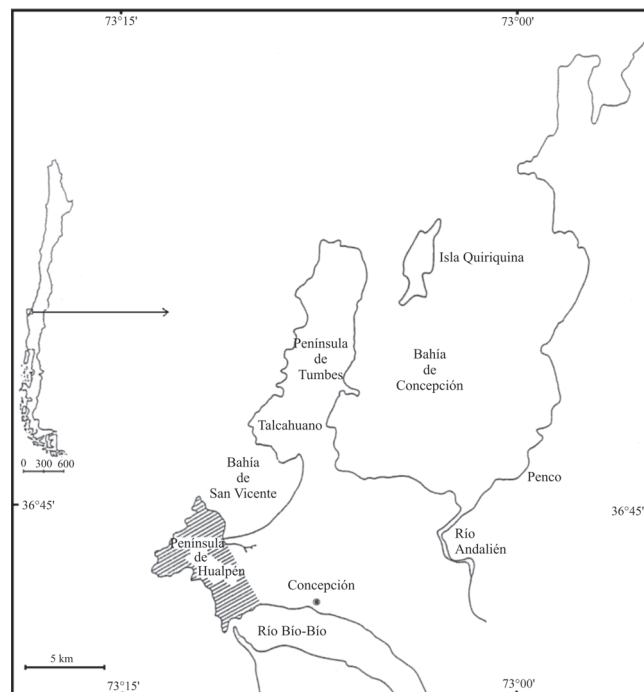 73°15'
73°00'
Isla Quiriquina
Península
de
Tumbes
Bahía
de
Concepción
Talcahuano
0 300 600
Bahía
de
San Vicente
Penco
36°45'
36°45'
Río
Andalién
Península
de
Hualpén
Concepción
Río Bío-Bío
5 km
73°15'
73°00'